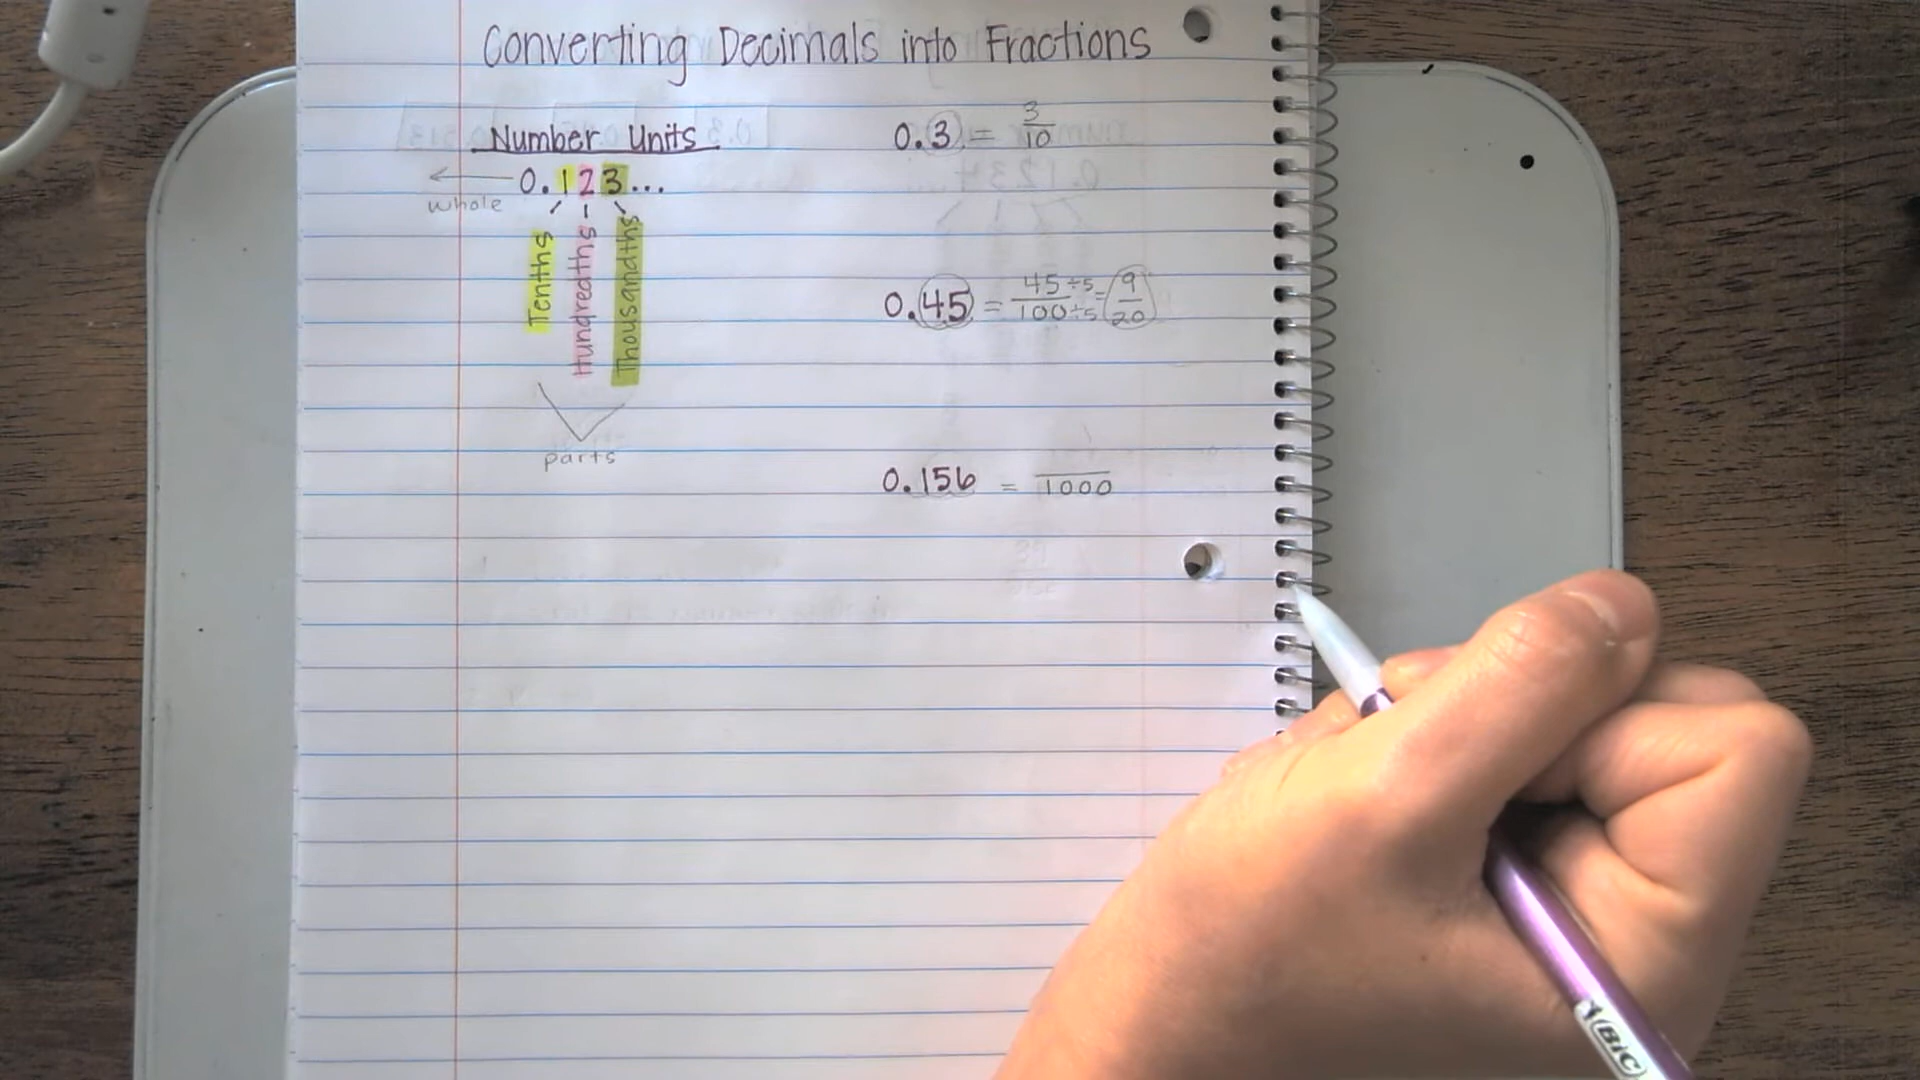 Converting Decimals into Fractions
Number Units
0.123...
whole
Tenths
Hundredths
Thousandths
parts
0.3 = 3/10
0.45 = 45÷5/100÷5 = 9/20
0.156 = /1000
BIC